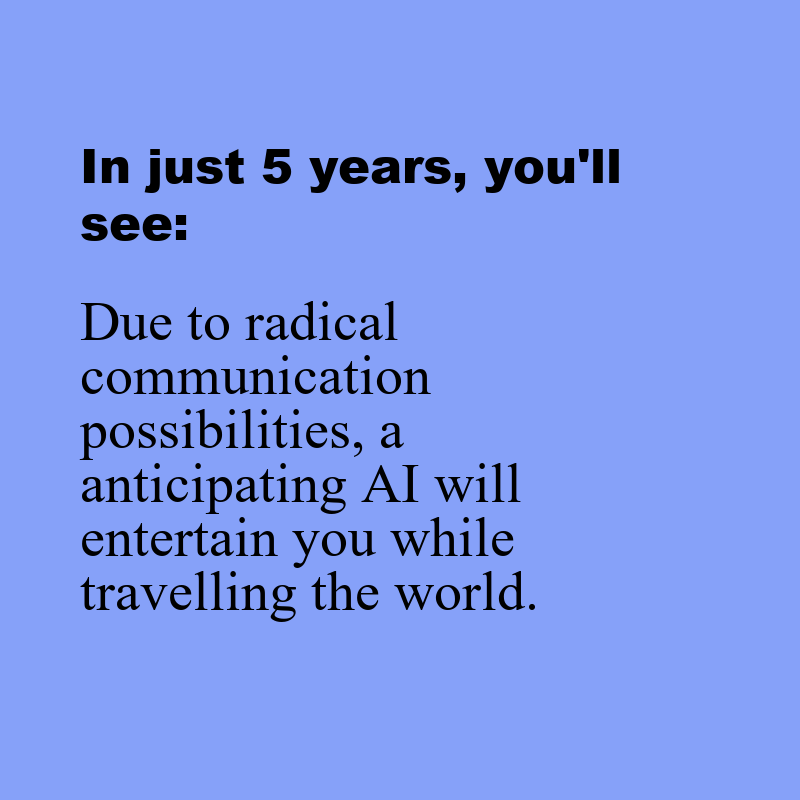 In just 5 years, you'll
see:
Due to radical
communication
possibilities, a
anticipating AI will
entertain you while
travelling the world.